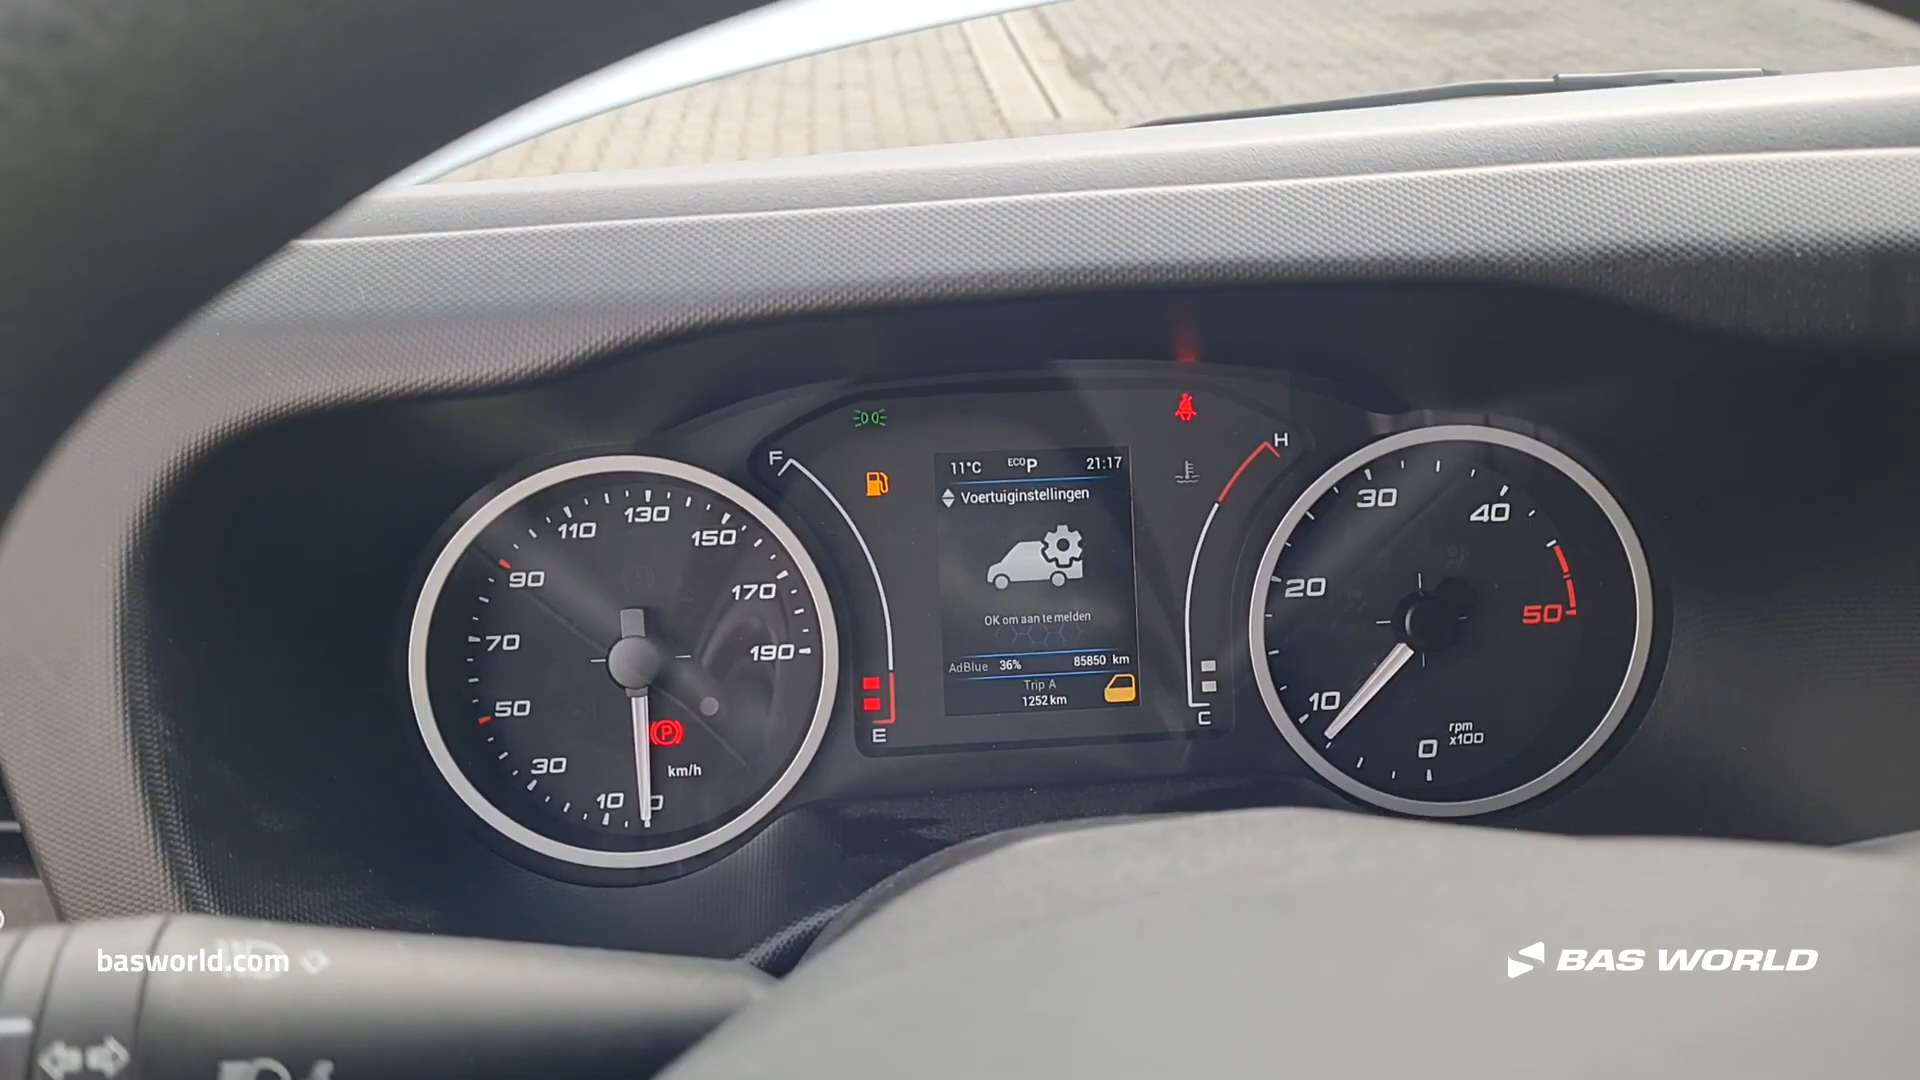 F
H
11°C ECO P 21:17
Voertuiginstellingen
OK om aan te melden
AdBlue 36% 85850 km
Trip A
1252 km
E
C
10
30
50
70
90
110
130
150
170
190
0
km/h
P
0
10
20
30
40
50
rpm
x100
basworld.com
BAS WORLD